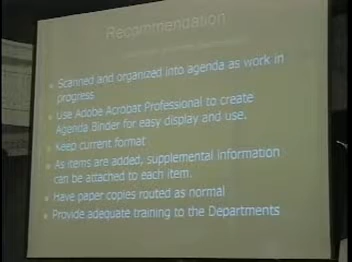 Recommendation
Scanned and organized into agenda as work in
progress
Use Adobe Acrobat Professional to create
Agenda Binder for easy display and use.
Keep current format
As items are added, supplemental information
can be attached to each item.
Have paper copies routed as normal
Provide adequate training to the Departments